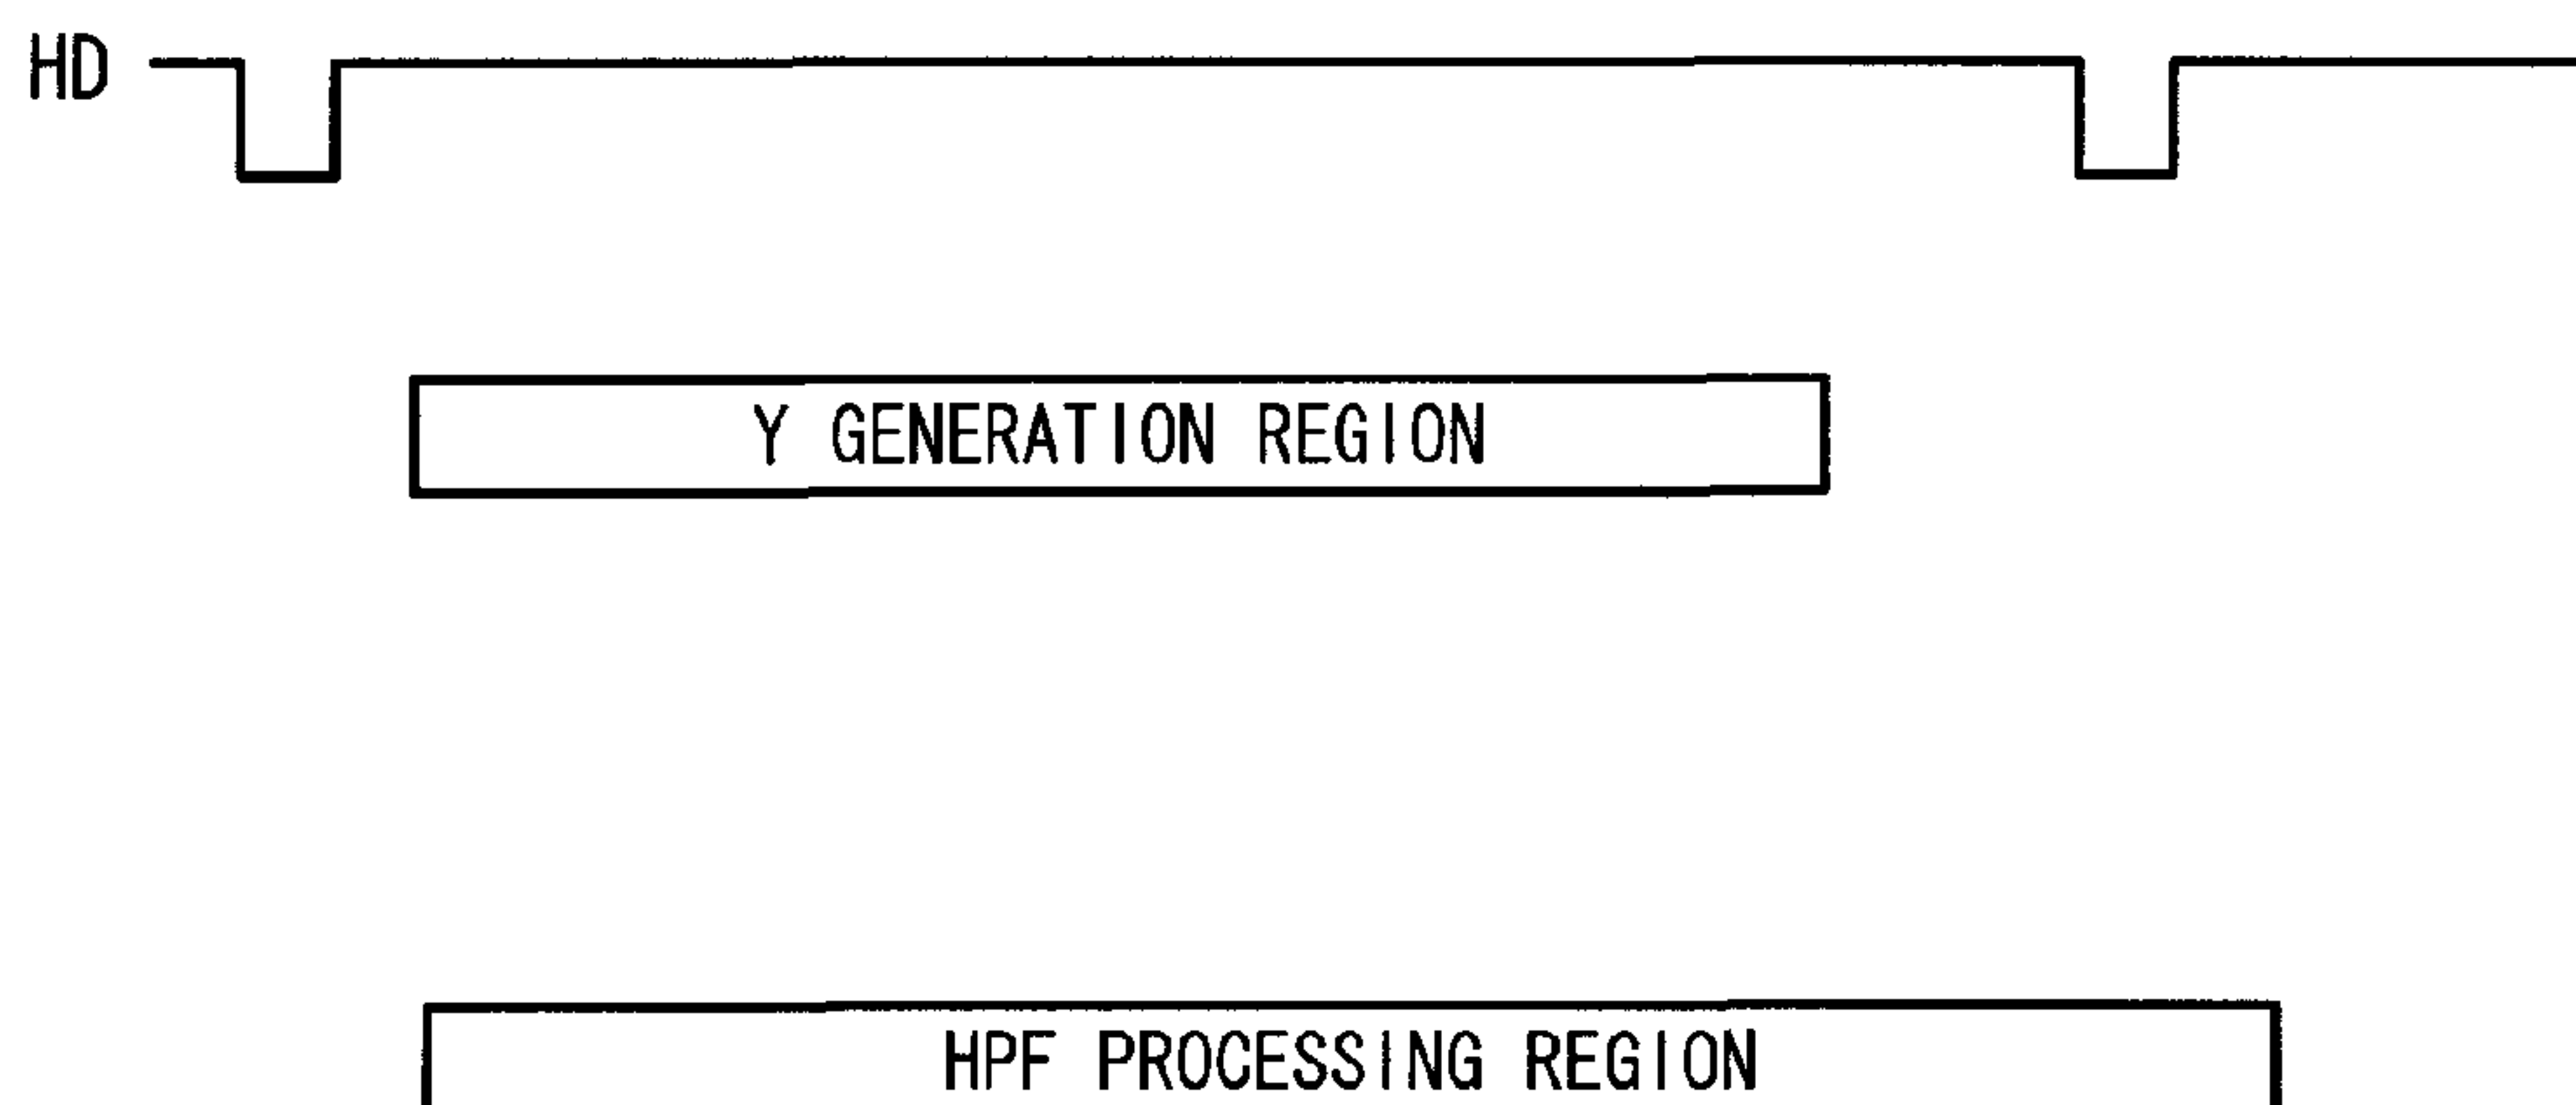 HD
Y GENERATION REGION
HPF PROCESSING REGION